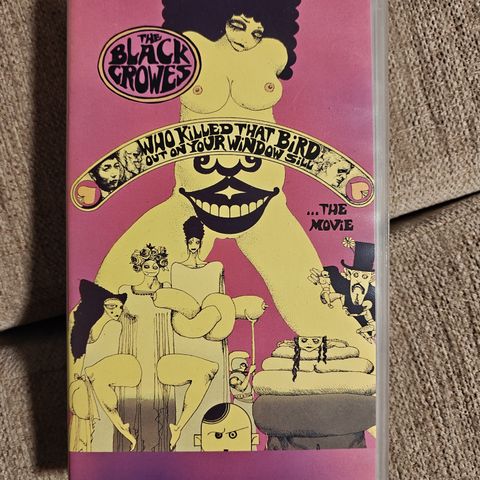 THE
BLACK
CROWES
WHO KILLED THAT BIRD
OUT ON YOUR WINDOW SILL
...THE
MOVIE